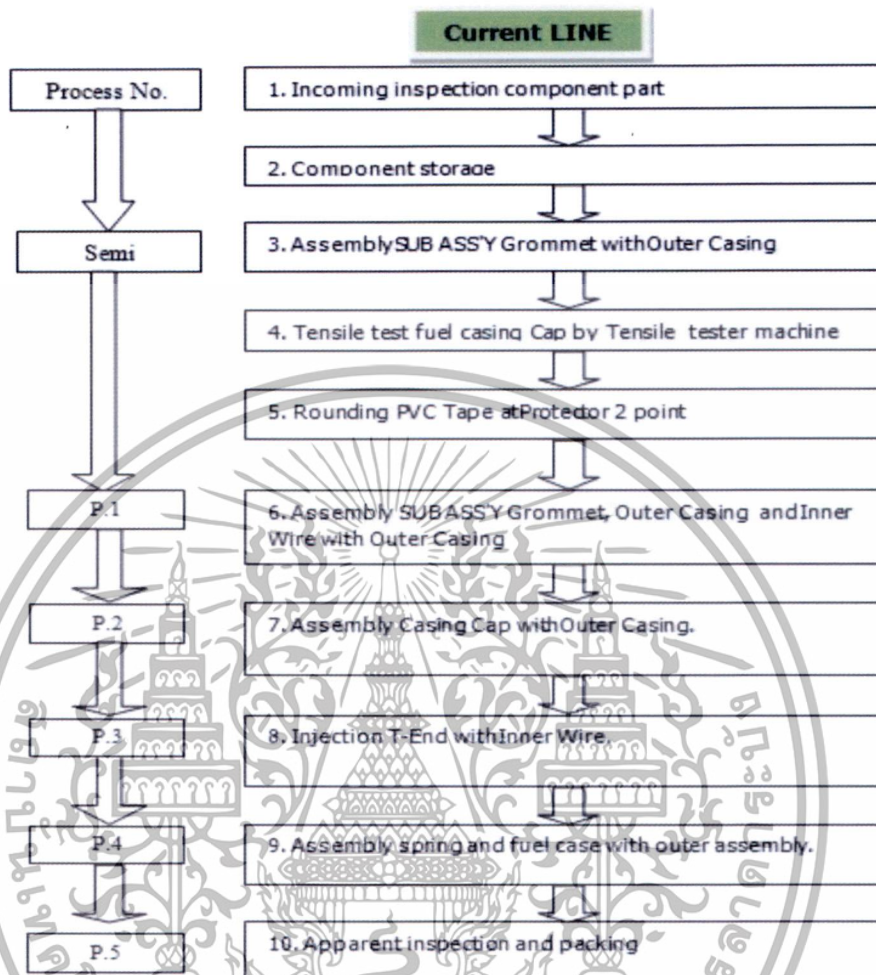 Current LINE
Process No.
1. Incoming inspection component part
2. Component storage
Semi
3. AssemblySUB ASS'Y Grommet withOuter Casing
4. Tensile test fuel casing Cap by Tensile tester machine
5. Rounding PVC Tape atProtector 2 point
P.1
6. Assembly SUBASS'Y Grommet, Outer Casing andInner
Wire with Outer Casing
P.2
7. Assembly Casing Cap withOuter Casing.
P.3
8. Injection T-End withInner Wire.
P.4
9. Assembly spring and fuel case with outer assembly.
P.5
10. Apparent inspection and packing